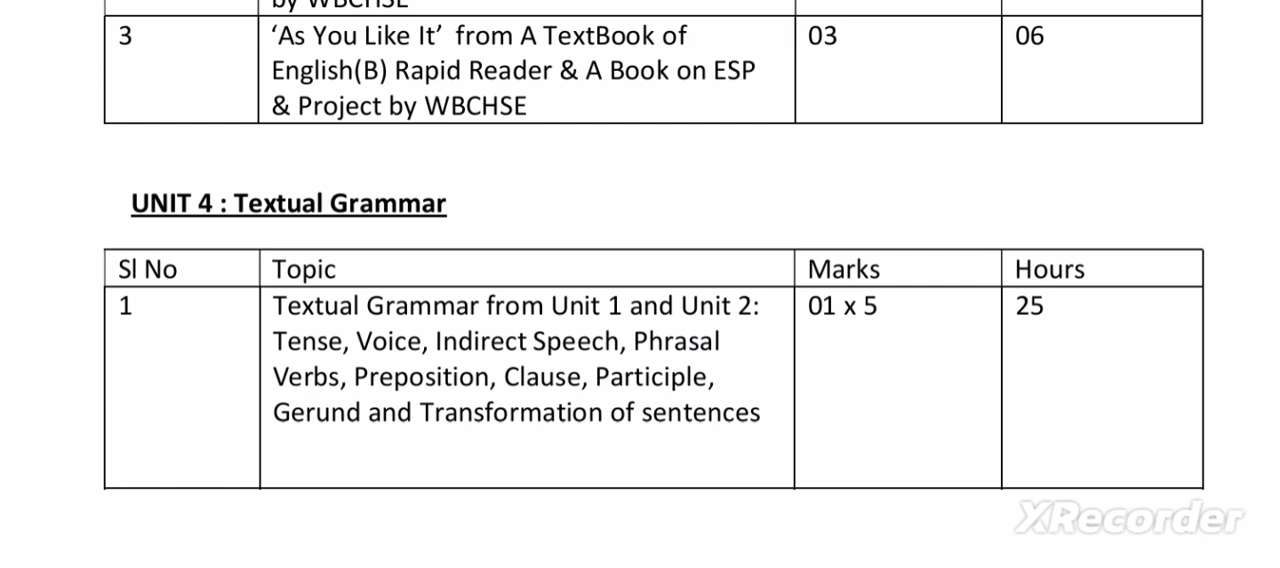 by WBCHSE
3 'As You Like It' from A TextBook of 03 06
English(B) Rapid Reader & A Book on ESP
& Project by WBCHSE
UNIT 4 : Textual Grammar
Sl No Topic Marks Hours
1 Textual Grammar from Unit 1 and Unit 2: 01 x 5 25
Tense, Voice, Indirect Speech, Phrasal
Verbs, Preposition, Clause, Participle,
Gerund and Transformation of sentences
XRecorder